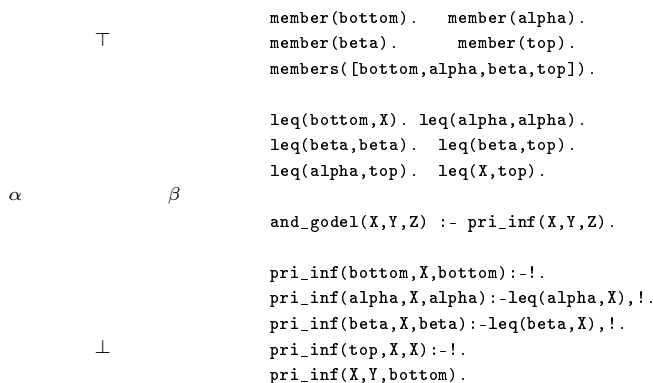 ⊤
α β
⊥
member(bottom). member(alpha).
member(beta). member(top).
members([bottom,alpha,beta,top]).
leq(bottom,X). leq(alpha,alpha).
leq(beta,beta). leq(beta,top).
leq(alpha,top). leq(X,top).
and_godel(X,Y,Z) :- pri_inf(X,Y,Z).
pri_inf(bottom,X,bottom):-!.
pri_inf(alpha,X,alpha):-leq(alpha,X),!.
pri_inf(beta,X,beta):-leq(beta,X),!.
pri_inf(top,X,X):-!.
pri_inf(X,Y,bottom).